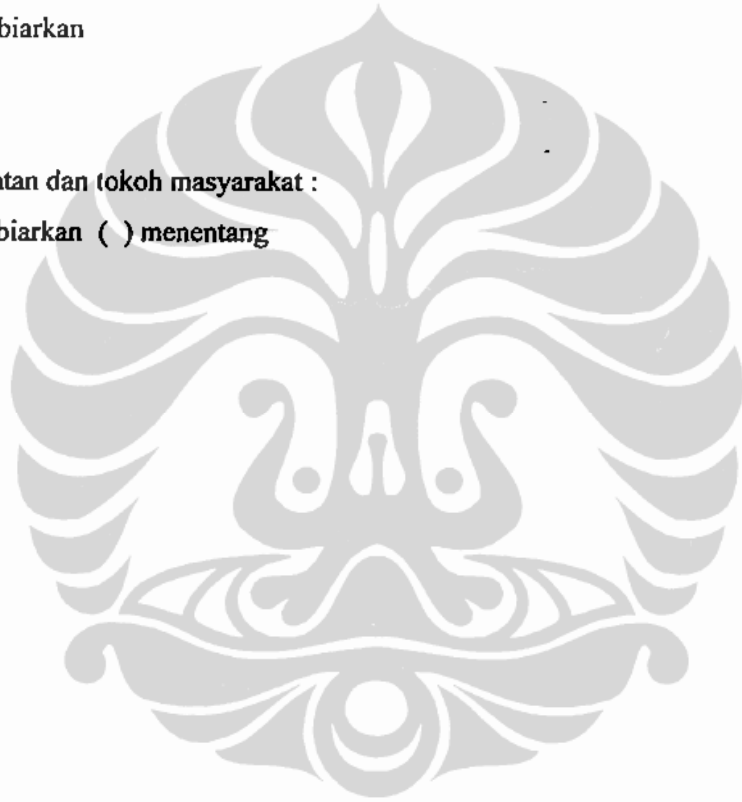 biarkan
atan dan tokoh masyarakat :
biarkan ( ) menentang